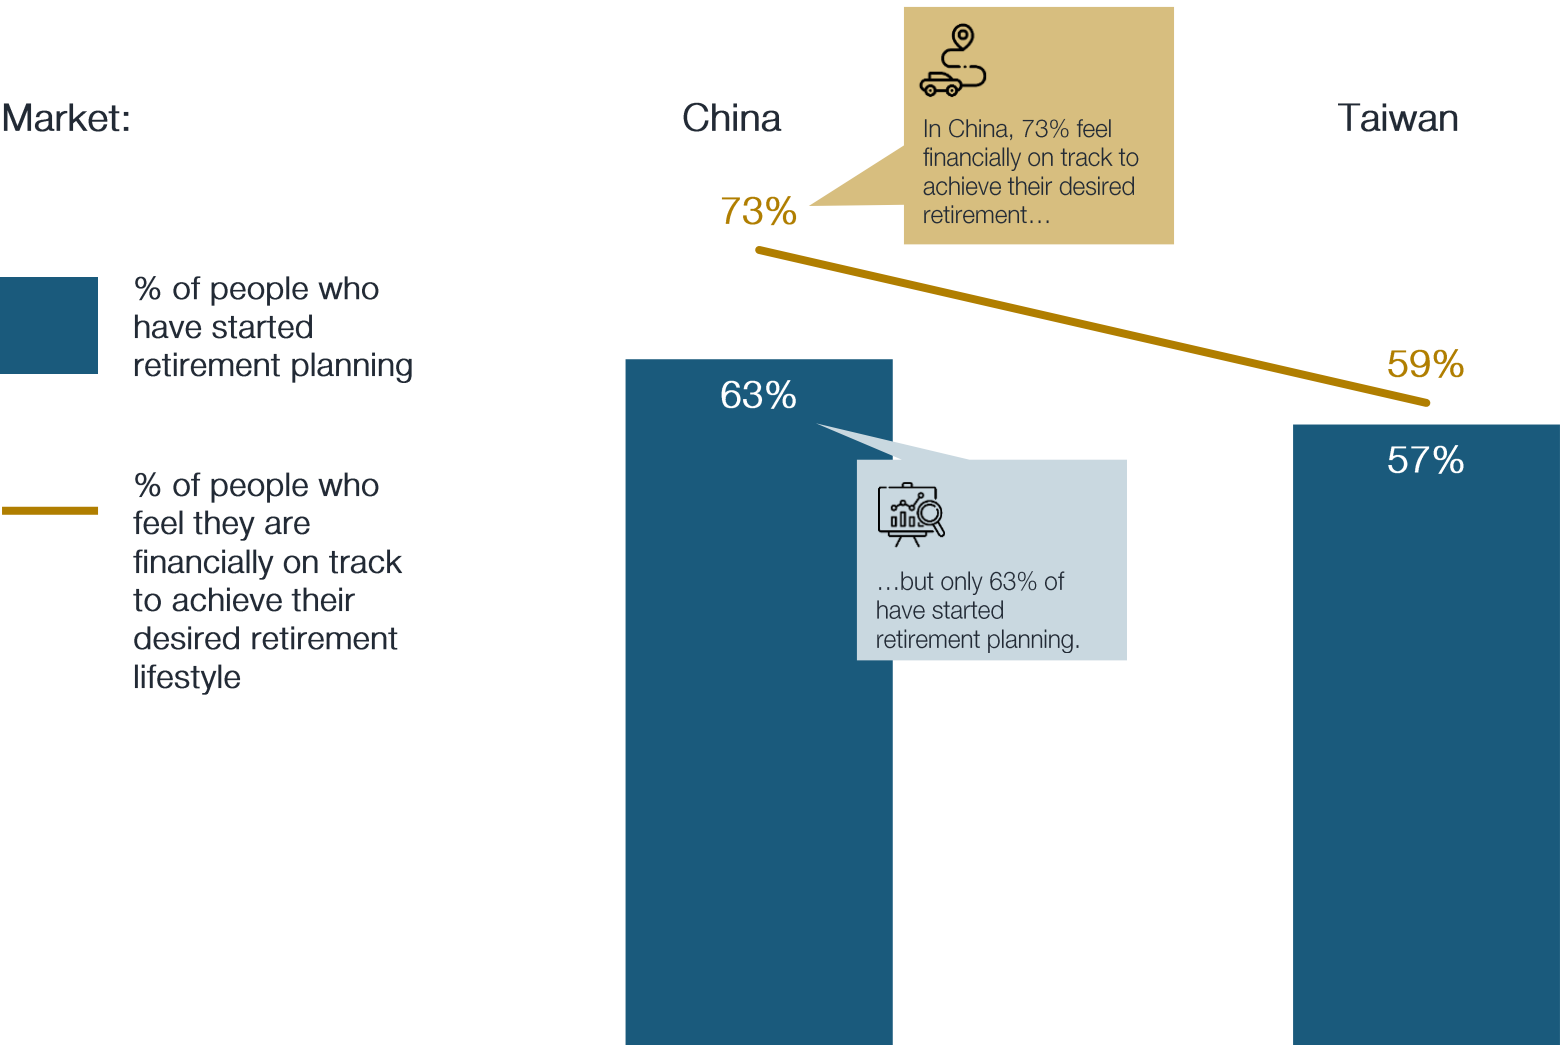 Market:
China
Taiwan
In China, 73% feel
financially on track to
achieve their desired
retirement…
73%
% of people who
have started
retirement planning
59%
63%
57%
% of people who
feel they are
financially on track
to achieve their
desired retirement
lifestyle
…but only 63% of
have started
retirement planning.